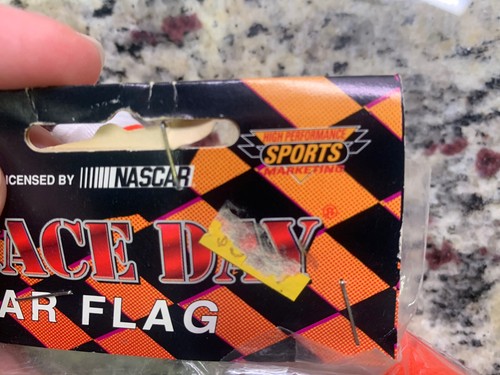 HIGH PERFORMANCE
SPORTS
MARKETING
ICENSED BY NASCAR
ACE DAY
®
AR FLAG